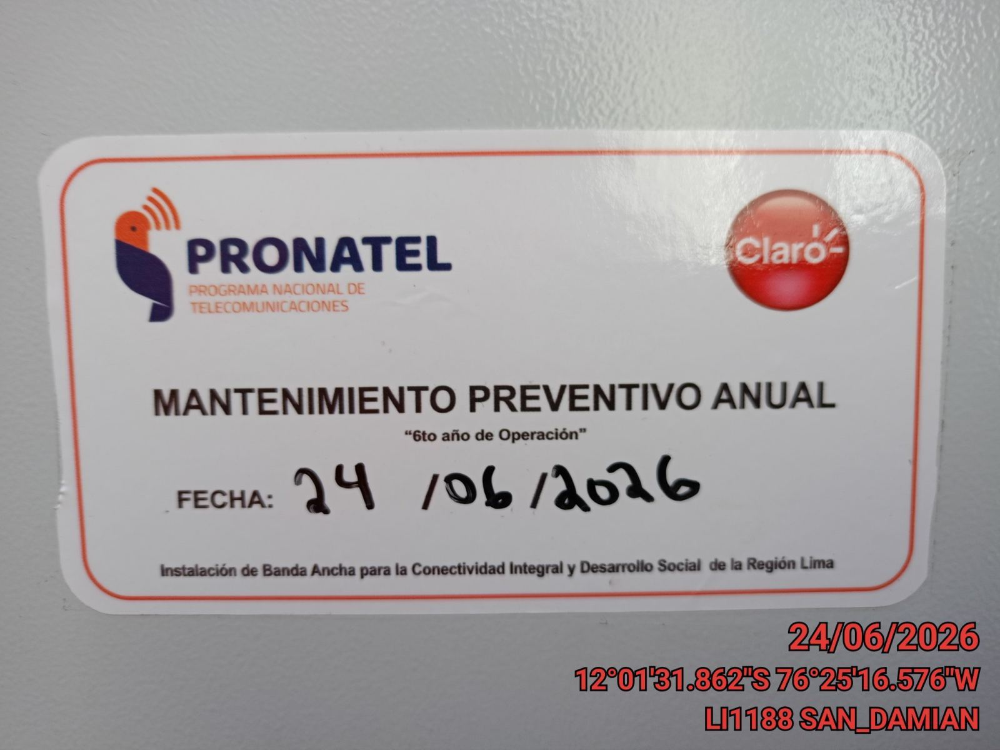 PRONATEL
PROGRAMA NACIONAL DE
TELECOMUNICACIONES
Claro
MANTENIMIENTO PREVENTIVO ANUAL
“6to año de Operación”
FECHA: 24 /06 /2026
Instalación de Banda Ancha para la Conectividad Integral y Desarrollo Social de la Región Lima
24/06/2026
12°01'31.862"S 76°25'16.576"W
LI1188 SAN_DAMIAN